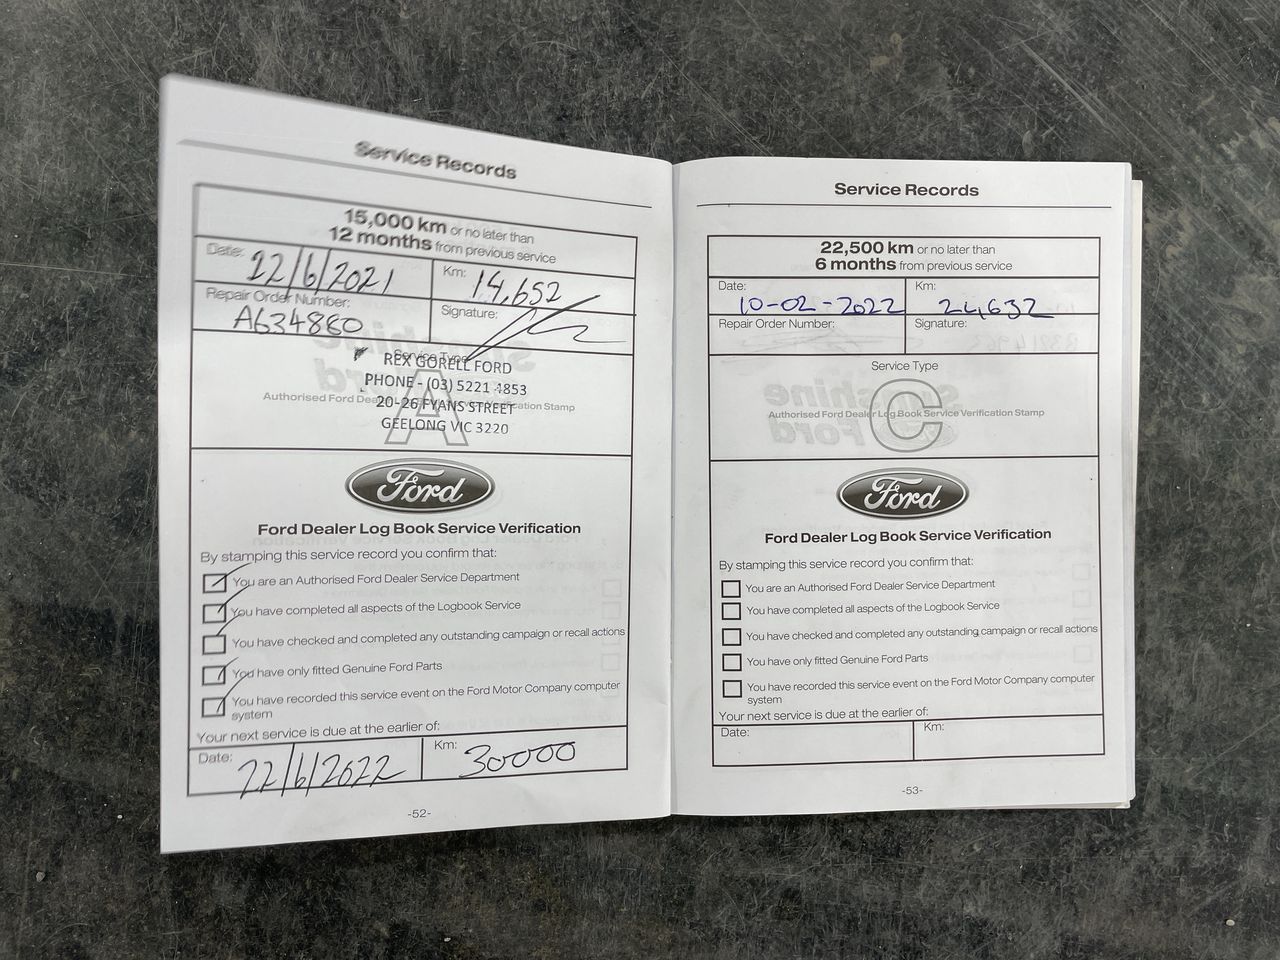 Service Records
15,000 km or no later than
12 months from previous service
Date: 22/6/2021
Km: 14,652
Repair Order Number: A634880
Signature:
Service Type
A
REX GORELL FORD
PHONE - (03) 5221 4853
20-26 FYANS STREET
GEELONG VIC 3220
Authorised Ford Dealer Service Verification Stamp
Ford
Ford Dealer Log Book Service Verification
By stamping this service record you confirm that:
You are an Authorised Ford Dealer Service Department
You have completed all aspects of the Logbook Service
You have checked and completed any outstanding campaign or recall actions
You have only fitted Genuine Ford Parts
You have recorded this service event on the Ford Motor Company computer
system
Your next service is due at the earlier of:
Date: 22/6/2022
Km: 30000
-52-
Service Records
22,500 km or no later than
6 months from previous service
Date: 10-02-2022
Km: 24,632
Repair Order Number:
Signature:
Service Type
C
Authorised Ford Dealer Log Book Service Verification Stamp
Ford
Ford Dealer Log Book Service Verification
By stamping this service record you confirm that:
You are an Authorised Ford Dealer Service Department
You have completed all aspects of the Logbook Service
You have checked and completed any outstanding campaign or recall actions
You have only fitted Genuine Ford Parts
You have recorded this service event on the Ford Motor Company computer
system
Your next service is due at the earlier of:
Date:
Km:
-53-